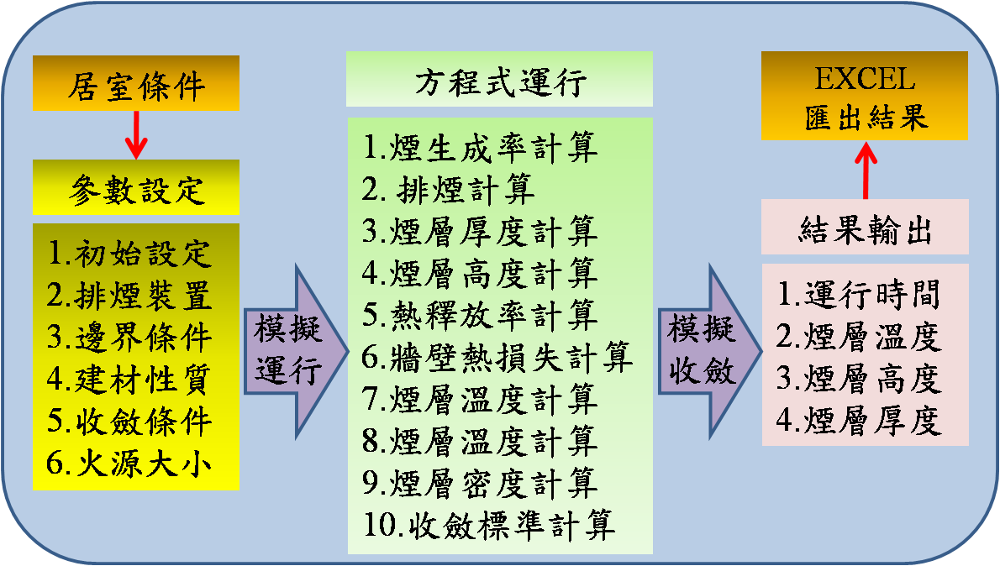 居室條件
參數設定
1.初始設定
2.排煙裝置
3.邊界條件
4.建材性質
5.收斂條件
6.火源大小
模擬
運行
方程式運行
1.煙生成率計算
2. 排煙計算
3.煙層厚度計算
4.煙層高度計算
5.熱釋放率計算
6.牆壁熱損失計算
7.煙層溫度計算
8.煙層溫度計算
9.煙層密度計算
10.收斂標準計算
模擬
收斂
EXCEL
匯出結果
結果輸出
1.運行時間
2.煙層溫度
3.煙層高度
4.煙層厚度